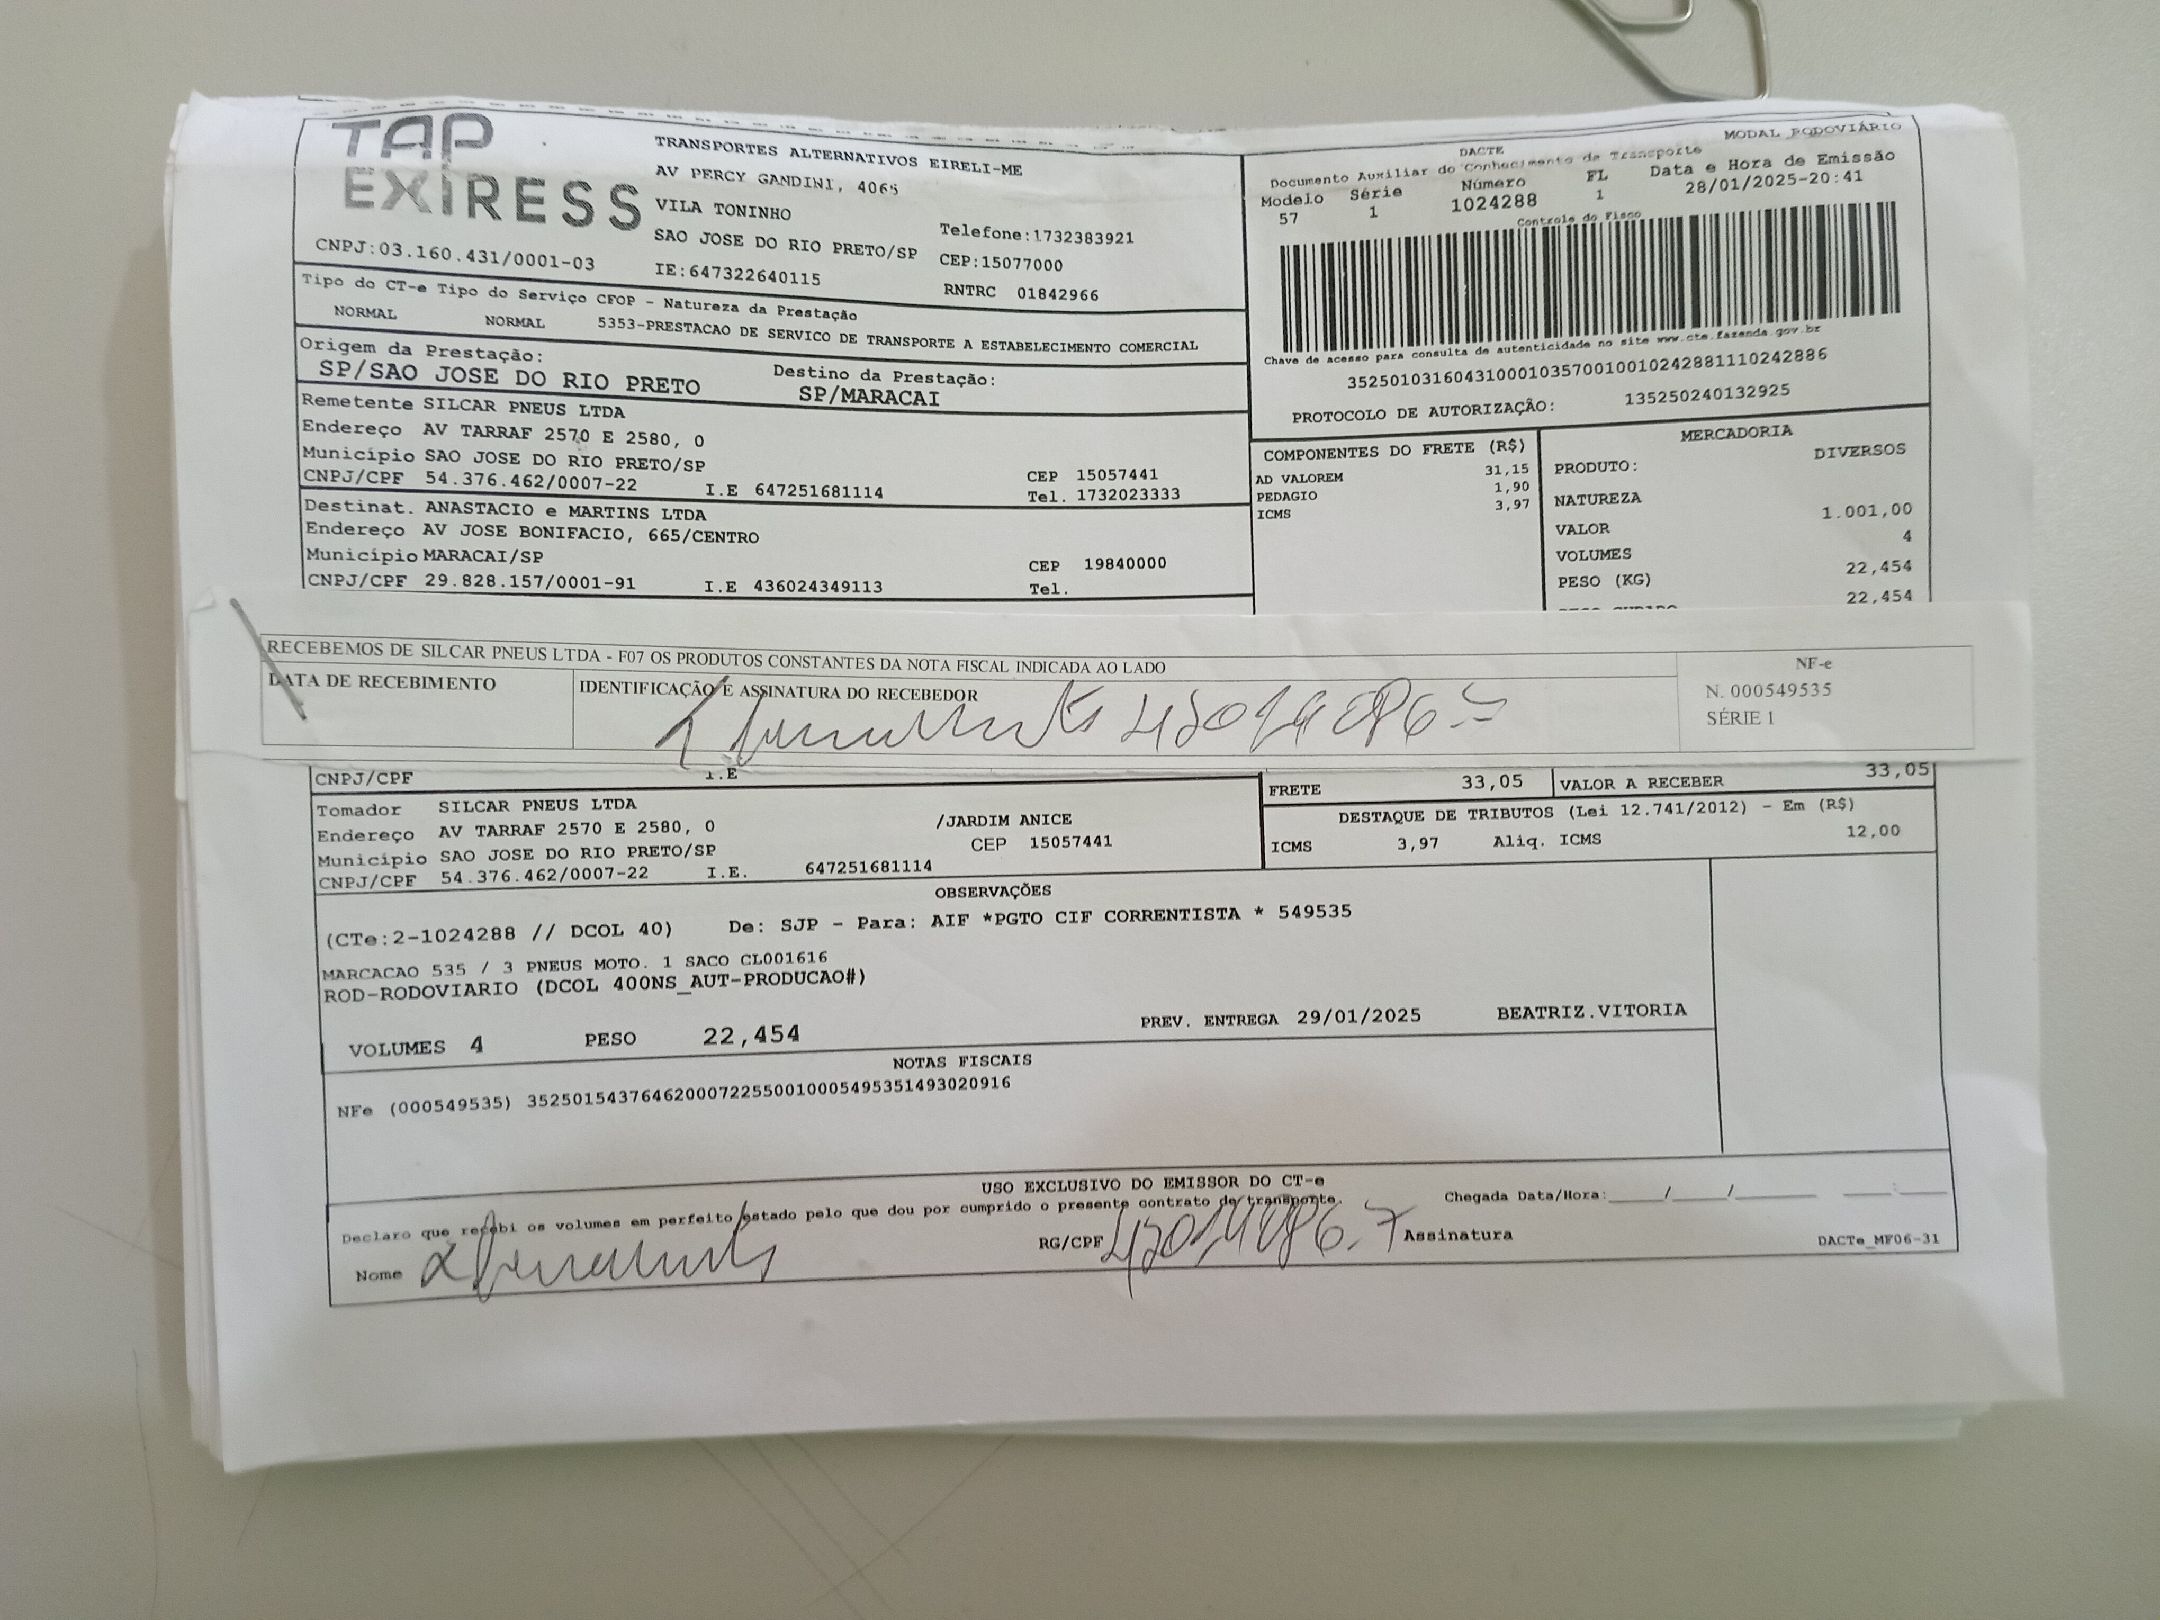 TAP
EXPRESS
CNPJ:03.160.431/0001-03
TRANSPORTES ALTERNATIVOS EIRELI-ME
AV PERCY GANDINI, 4065
VILA TONINHO
SAO JOSE DO RIO PRETO/SP
IE:647322640115
Telefone:1732383921
CEP:15077000
RNTRC 01842966
DACTE
MODAL RODOVIÁRIO
Documento Auxiliar do Conhecimento de Transporte
Modelo Série Número FL Data e Hora de Emissão
57 1 1024288 1 28/01/2025-20:41
Controle do Fisco
Chave de acesso para consulta de autenticidade no site www.cte.fazenda.gov.br
35250103160431000103570010010242881110242886
PROTOCOLO DE AUTORIZAÇÃO: 135250240132925
Tipo do CT-e Tipo do Serviço CFOP - Natureza da Prestação
NORMAL NORMAL 5353-PRESTACAO DE SERVICO DE TRANSPORTE A ESTABELECIMENTO COMERCIAL
Origem da Prestação: Destino da Prestação:
SP/SAO JOSE DO RIO PRETO SP/MARACAI
Remetente SILCAR PNEUS LTDA
Endereço AV TARRAF 2570 E 2580, 0
Município SAO JOSE DO RIO PRETO/SP CEP 15057441
CNPJ/CPF 54.376.462/0007-22 I.E 647251681114 Tel. 1732023333
Destinat. ANASTACIO e MARTINS LTDA
Endereço AV JOSE BONIFACIO, 665/CENTRO
Município MARACAI/SP CEP 19840000
CNPJ/CPF 29.828.157/0001-91 I.E 436024349113 Tel.
COMPONENTES DO FRETE (R$)
AD VALOREM 31,15
PEDAGIO 1,90
ICMS 3,97
MERCADORIA
PRODUTO: DIVERSOS
NATUREZA
VALOR 1.001,00
VOLUMES 4
PESO (KG) 22,454
22,454
RECEBEMOS DE SILCAR PNEUS LTDA - F07 OS PRODUTOS CONSTANTES DA NOTA FISCAL INDICADA AO LADO
DATA DE RECEBIMENTO IDENTIFICAÇÃO E ASSINATURA DO RECEBEDOR
NF-e
N. 000549535
SÉRIE 1
CNPJ/CPF I.E
FRETE 33,05 VALOR A RECEBER 33,05
Tomador SILCAR PNEUS LTDA
Endereço AV TARRAF 2570 E 2580, 0 /JARDIM ANICE
Município SAO JOSE DO RIO PRETO/SP CEP 15057441
CNPJ/CPF 54.376.462/0007-22 I.E. 647251681114
DESTAQUE DE TRIBUTOS (Lei 12.741/2012) - Em (R$)
ICMS 3,97 Aliq. ICMS 12,00
OBSERVAÇÕES
(CTe:2-1024288 // DCOL 40) De: SJP - Para: AIF *PGTO CIF CORRENTISTA * 549535
MARCACAO 535 / 3 PNEUS MOTO. 1 SACO CL001616
ROD-RODOVIARIO (DCOL 400NS_AUT-PRODUCAO#)
VOLUMES 4 PESO 22,454 PREV. ENTREGA 29/01/2025 BEATRIZ.VITORIA
NOTAS FISCAIS
NFe (000549535) 35250154376462000722550010005495351493020916
USO EXCLUSIVO DO EMISSOR DO CT-e
Declaro que recebi os volumes em perfeito estado pelo que dou por cumprido o presente contrato de transporte.
Chegada Data/Hora:____/____/______ ____:____
Nome RG/CPF Assinatura
DACTe_MF06-31